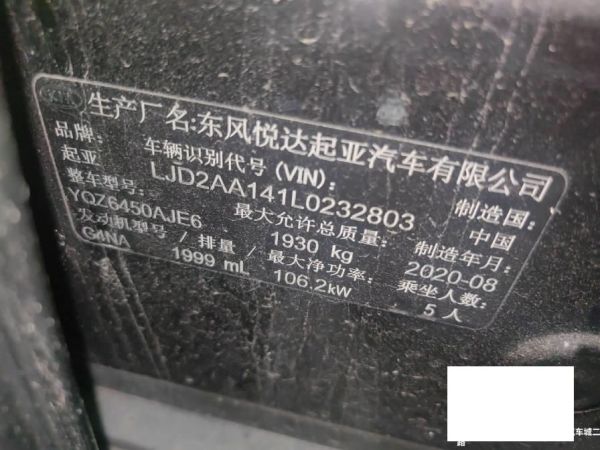 生产厂名:东风悦达起亚汽车有限公司
品牌: 车辆识别代号(VIN): 制造国:
起亚 LJD2AA141L0232803 中国
整车型号: 最大允许总质量: 制造年月:
YQZ6450AJE6 1930 kg 2020-08
发动机型号/排量/最大净功率: 乘坐人数:
G4NA 1999 mL 106.2kW 5人
车城二
路